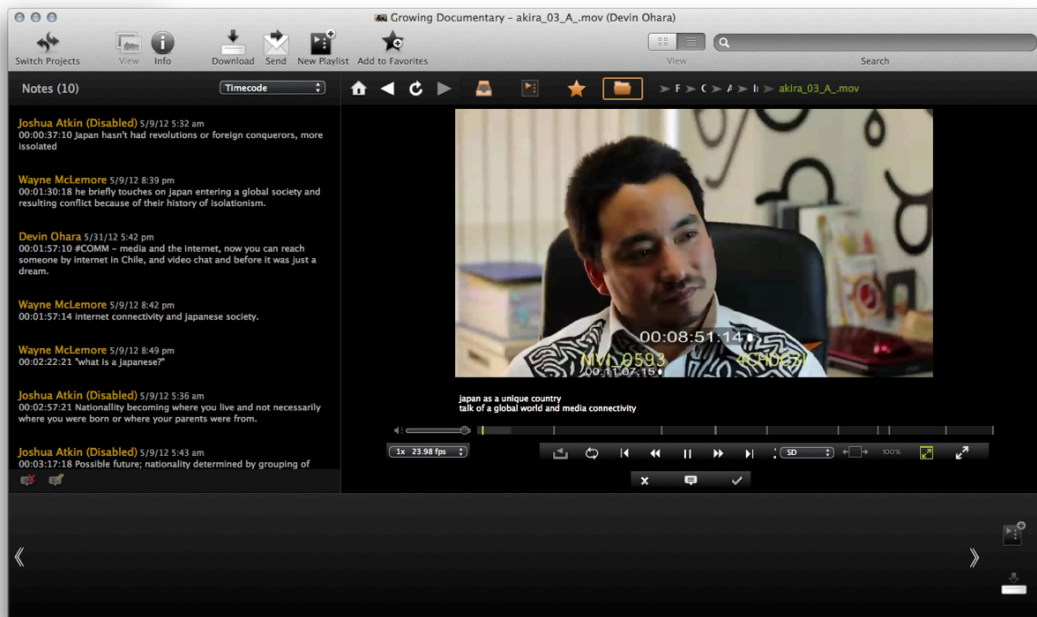 Growing Documentary – akira_03_A_.mov (Devin Ohara)
Switch Projects
View
Info
Download
Send
New Playlist
Add to Favorites
View
Search
Notes (10)
Timecode
F
akira_03_A_.mov
Joshua Atkin (Disabled) 5/9/12 5:32 am
00:00:37:10 Japan hasn't had revolutions or foreign conquerors, more
issolated
Wayne McLemore 5/9/12 8:39 pm
00:01:30:18 he briefly touches on japan entering a global society and
resulting conflict because of their history of isolationism.
Devin Ohara 5/31/12 5:42 pm
00:01:57:10 #COMM – media and the internet, now you can reach
someone by internet in Chile, and video chat and before it was just a
dream.
Wayne McLemore 5/9/12 8:42 pm
00:01:57:14 internet connectivity and japanese society.
Wayne McLemore 5/9/12 8:49 pm
00:02:22:21 "what is a japanese?"
Joshua Atkin (Disabled) 5/9/12 5:36 am
00:02:57:21 Nationallity becoming where you live and not necessarily
where you were born or where your parents were from.
Joshua Atkin (Disabled) 5/9/12 5:43 am
00:03:17:18 Possible future; nationality determined by grouping of
00:08:51:14
00:11:07:15
japan as a unique country
talk of a global world and media connectivity
1x 23.98 fps
SD
100%